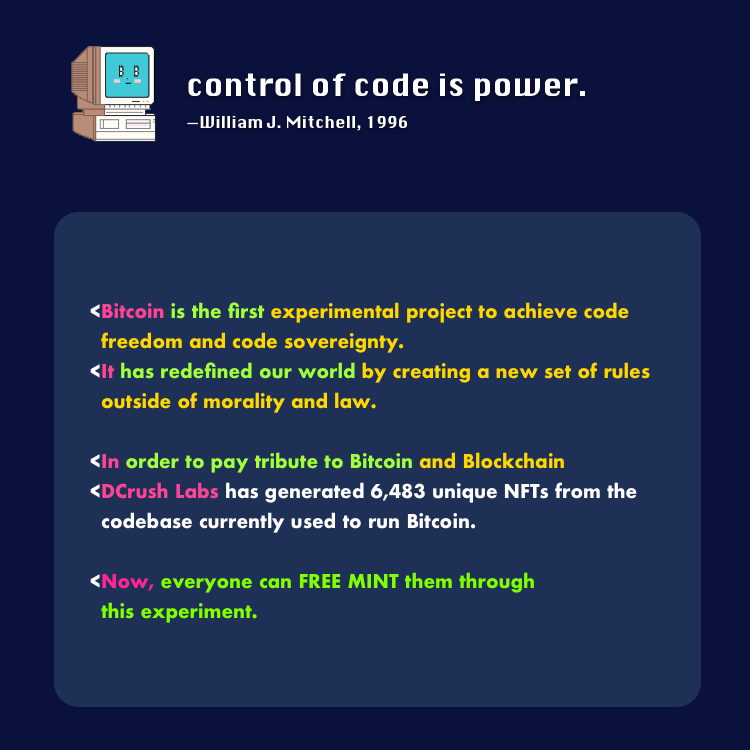 control of code is power.
—William J. Mitchell, 1996
<Bitcoin is the first experimental project to achieve code
freedom and code sovereignty.
<It has redefined our world by creating a new set of rules
outside of morality and law.
<In order to pay tribute to Bitcoin and Blockchain
<DCrush Labs has generated 6,483 unique NFTs from the
codebase currently used to run Bitcoin.
<Now, everyone can FREE MINT them through
this experiment.